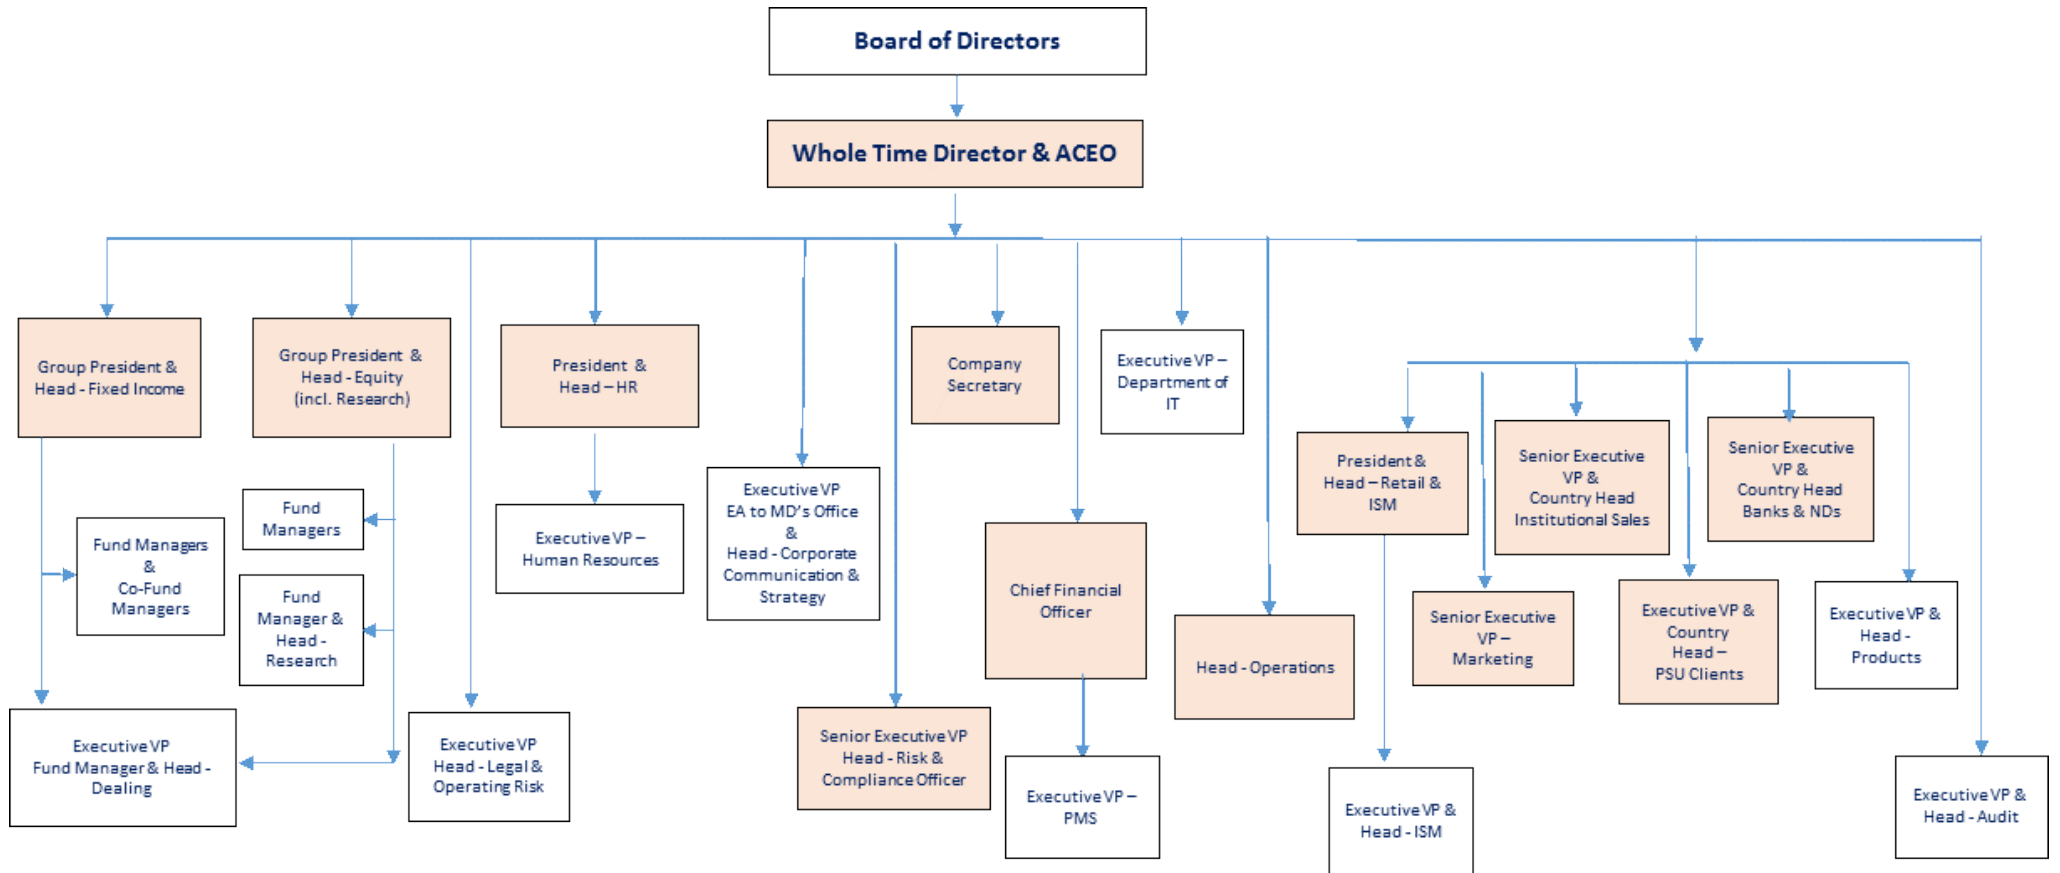 Board of Directors
Whole Time Director & ACEO
Group President &
Head - Fixed Income
Group President &
Head - Equity
(incl. Research)
President &
Head – HR
Company
Secretary
Executive VP –
Department of
IT
Fund Managers
&
Co-Fund
Managers
Fund
Managers
Fund
Manager &
Head -
Research
Executive VP –
Human Resources
Executive VP
EA to MD's Office
&
Head - Corporate
Communication &
Strategy
Chief Financial
Officer
Head - Operations
President &
Head – Retail &
ISM
Senior Executive
VP &
Country Head
Institutional Sales
Senior Executive
VP &
Country Head
Banks & NDs
Senior Executive
VP –
Marketing
Executive VP &
Country
Head –
PSU Clients
Executive VP &
Head -
Products
Executive VP
Fund Manager & Head -
Dealing
Executive VP
Head - Legal &
Operating Risk
Senior Executive VP
Head - Risk &
Compliance Officer
Executive VP –
PMS
Executive VP &
Head - ISM
Executive VP &
Head - Audit